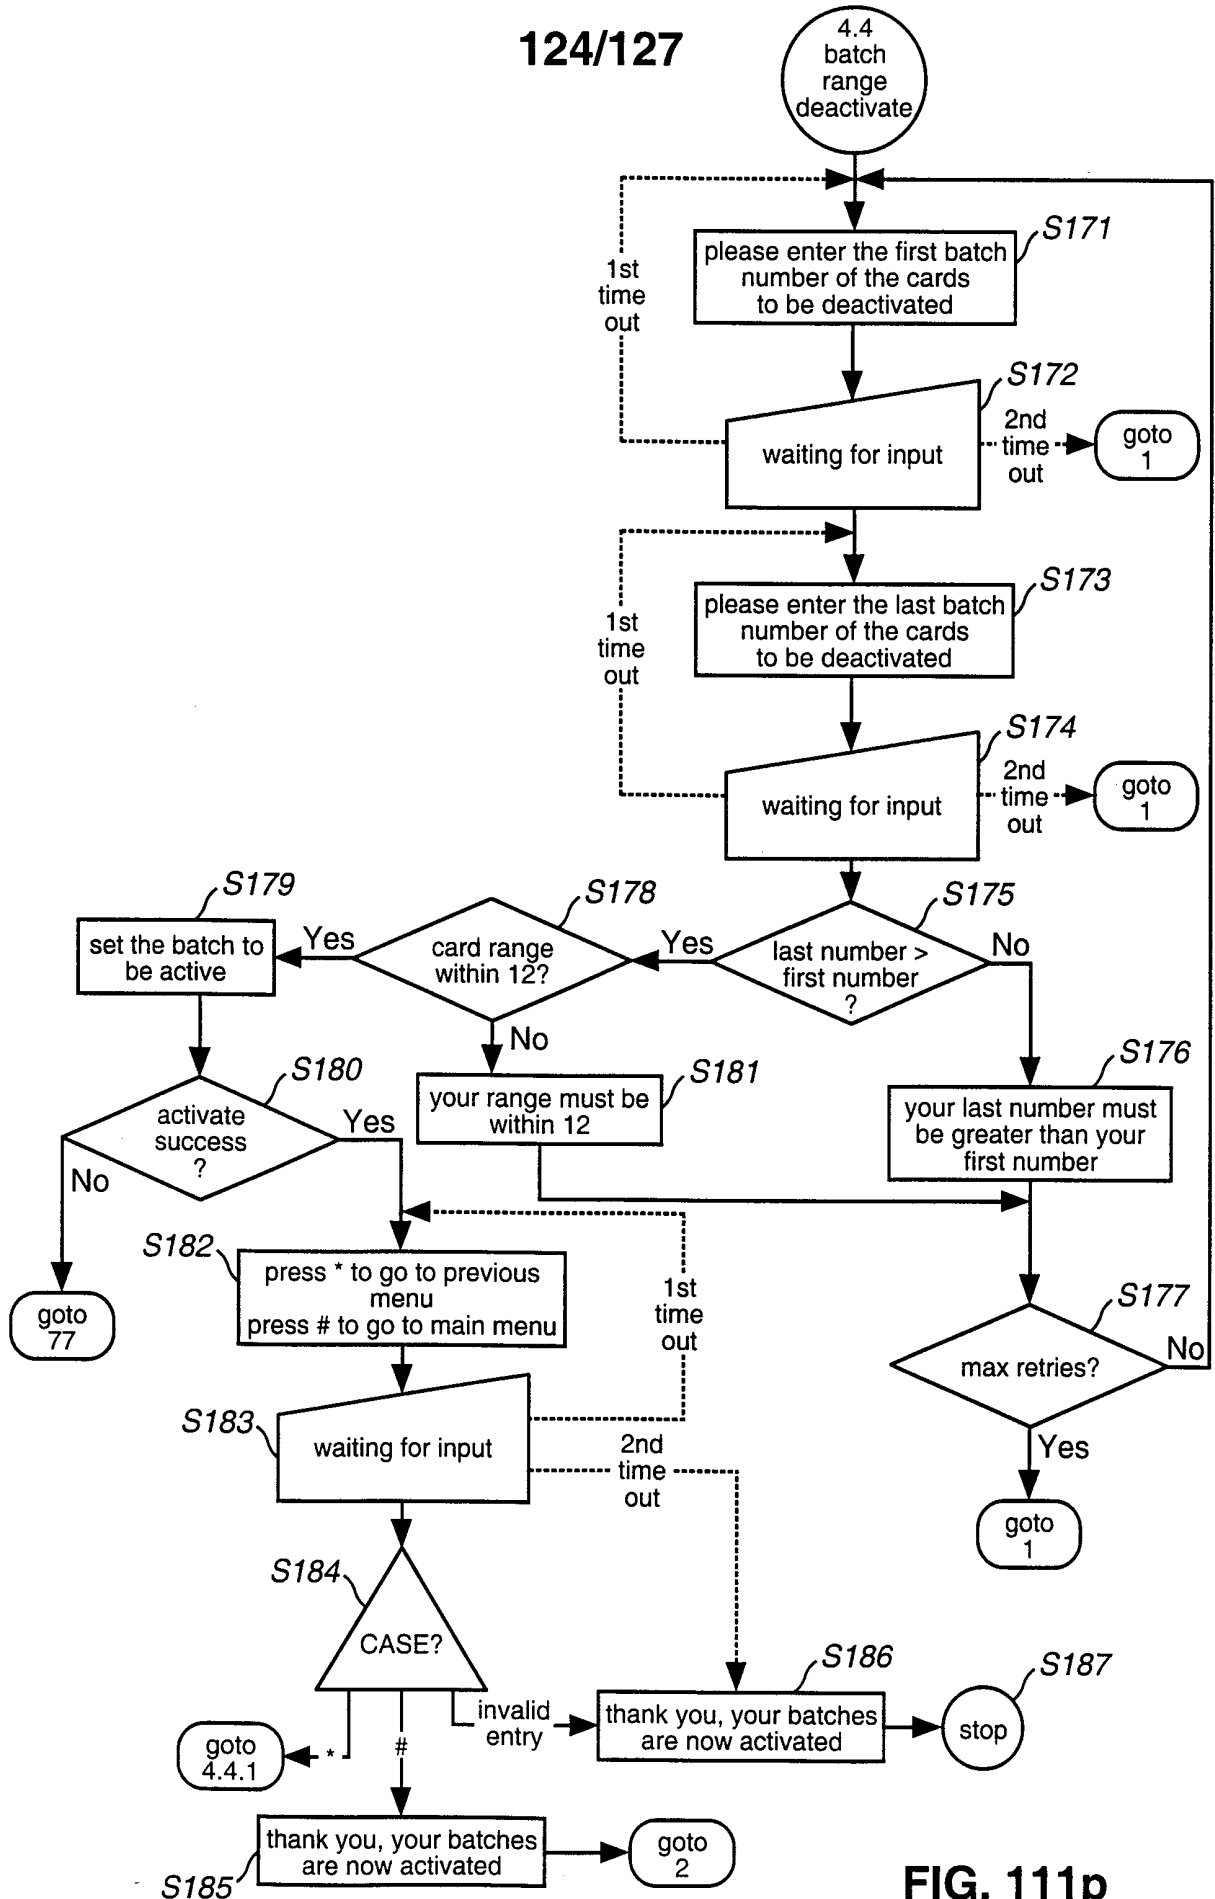 124/127
4.4
batch
range
deactivate
S171
please enter the first batch
number of the cards
to be deactivated
1st
time
out
S172
waiting for input
2nd
time
out
goto
1
S173
please enter the last batch
number of the cards
to be deactivated
1st
time
out
S174
waiting for input
2nd
time
out
goto
1
S175
last number >
first number
?
Yes
No
S178
card range
within 12?
Yes
No
S179
set the batch to
be active
S180
activate
success
?
Yes
No
goto
77
S181
your range must be
within 12
S176
your last number must
be greater than your
first number
S177
max retries?
No
Yes
goto
1
S182
press * to go to previous
menu
press # to go to main menu
1st
time
out
S183
waiting for input
2nd
time
out
S184
CASE?
*
goto
4.4.1
#
invalid
entry
S186
thank you, your batches
are now activated
S187
stop
S185
thank you, your batches
are now activated
goto
2
FIG. 111p